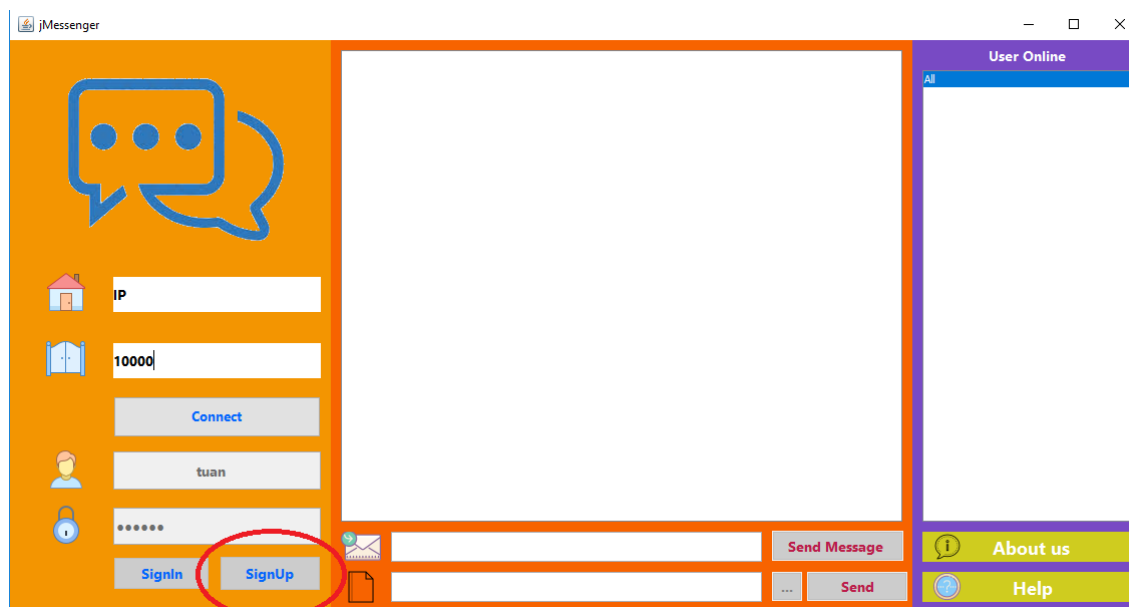 jMessenger
User Online
All
IP
10000
Connect
tuan
••••••
SignIn
SignUp
Send Message
...
Send
About us
Help